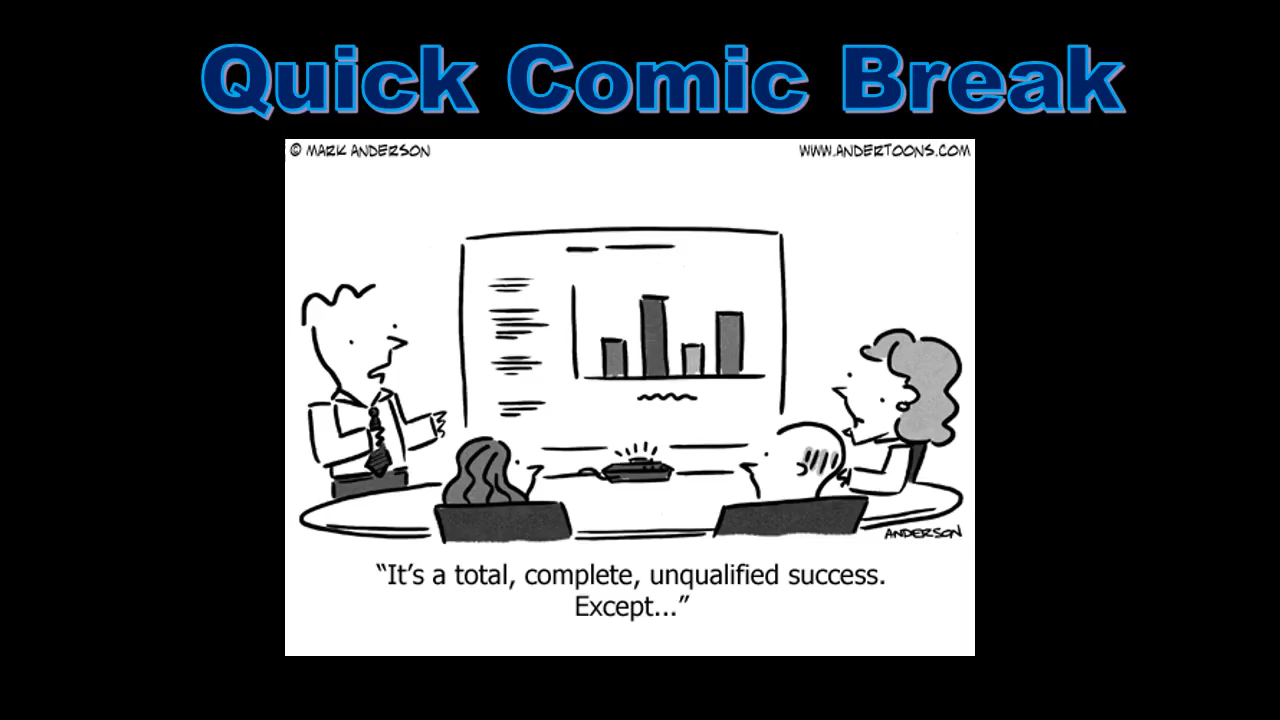 Quick Comic Break
© MARK ANDERSON
WWW.ANDERTOONS.COM
ANDERSON
“It’s a total, complete, unqualified success.
Except...”